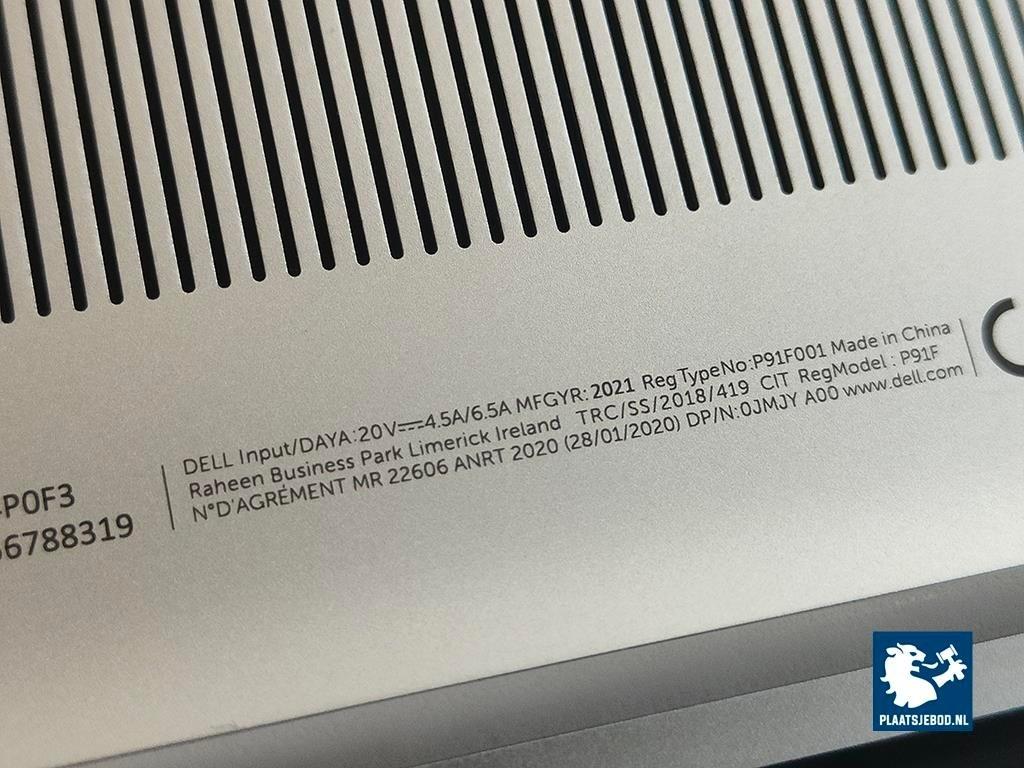 DELL Input/DAYA:20V⎓4.5A/6.5A MFGYR: 2021 RegTypeNo:P91F001 Made in China
Raheen Business Park Limerick Ireland TRC/SS/2018/419 CIT RegModel : P91F
N°D'AGRÉMENT MR 22606 ANRT 2020 (28/01/2020) DP/N:0JMJY A00 www.dell.com
P0F3
6788319
PLAATSJEBOD.NL